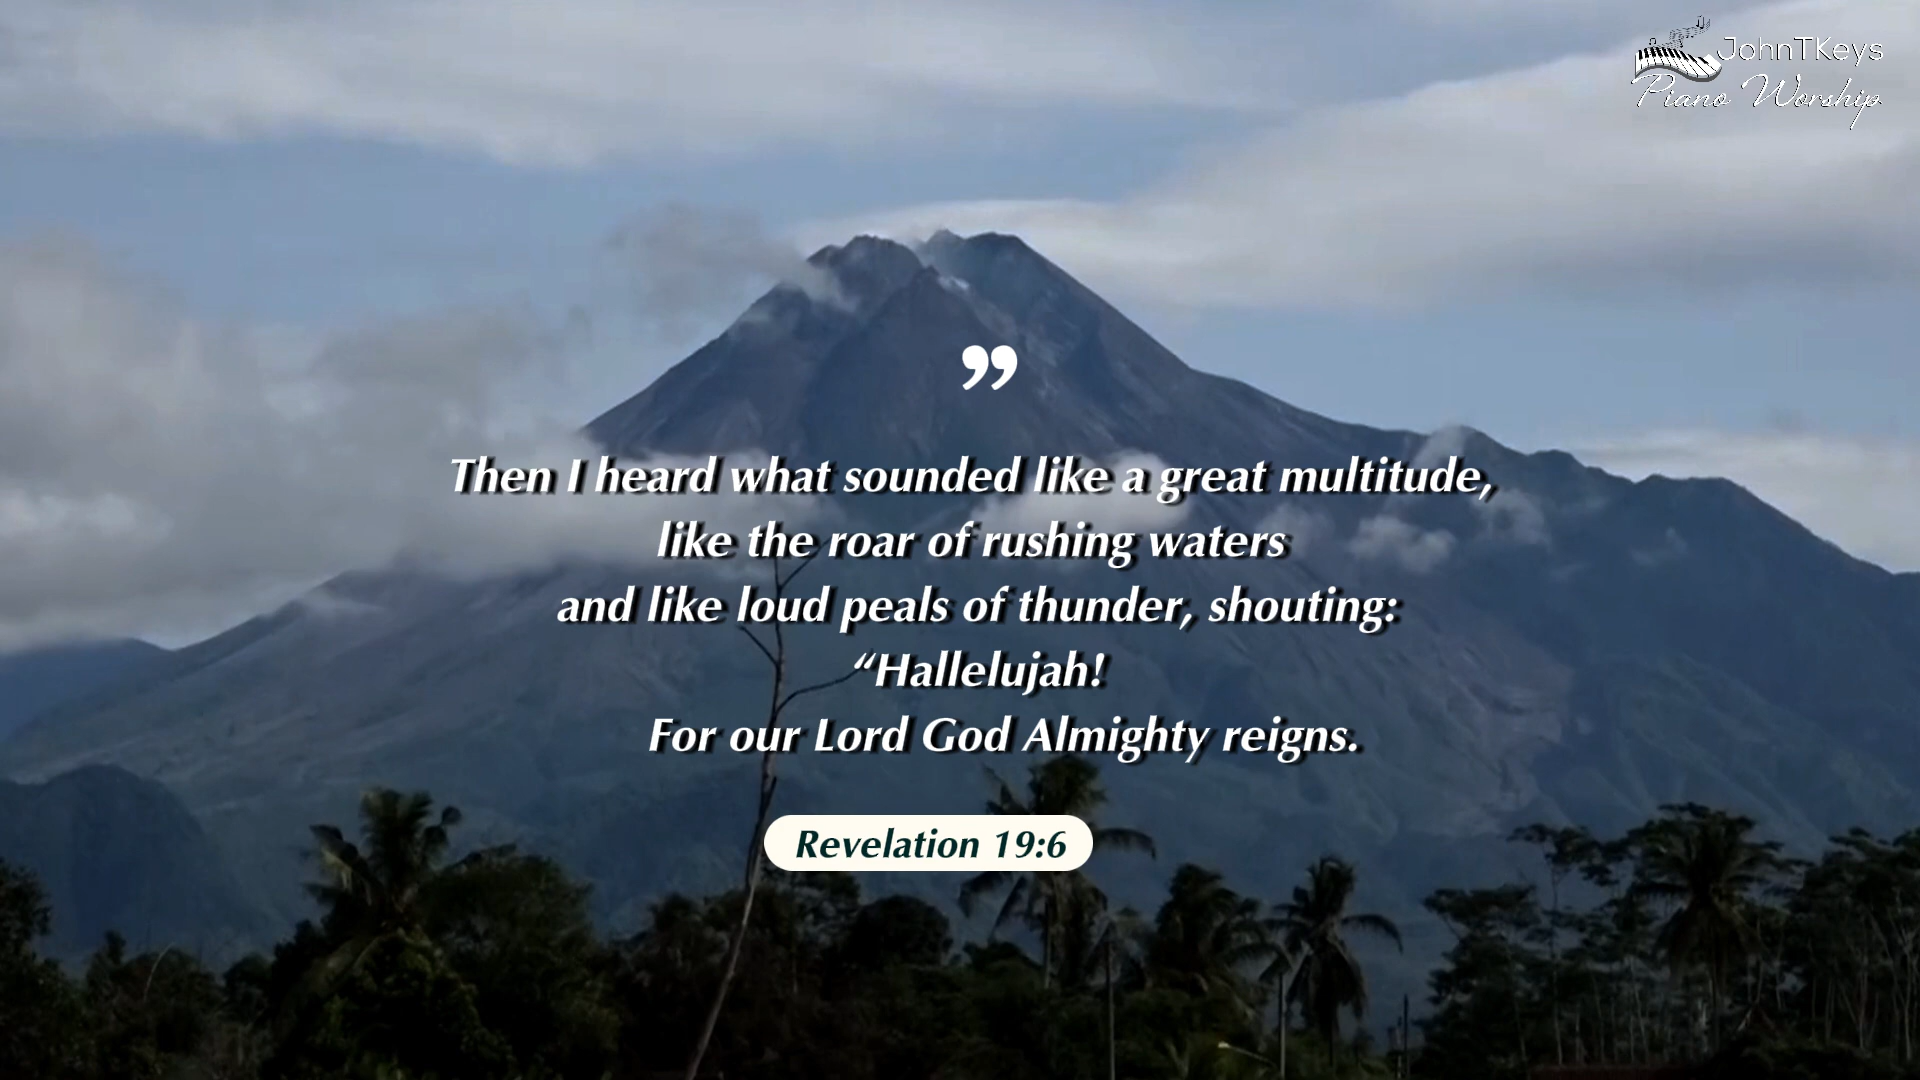 JohnTKeys
Piano Worship
”
Then I heard what sounded like a great multitude,
like the roar of rushing waters
and like loud peals of thunder, shouting:
“Hallelujah!
For our Lord God Almighty reigns.
Revelation 19:6